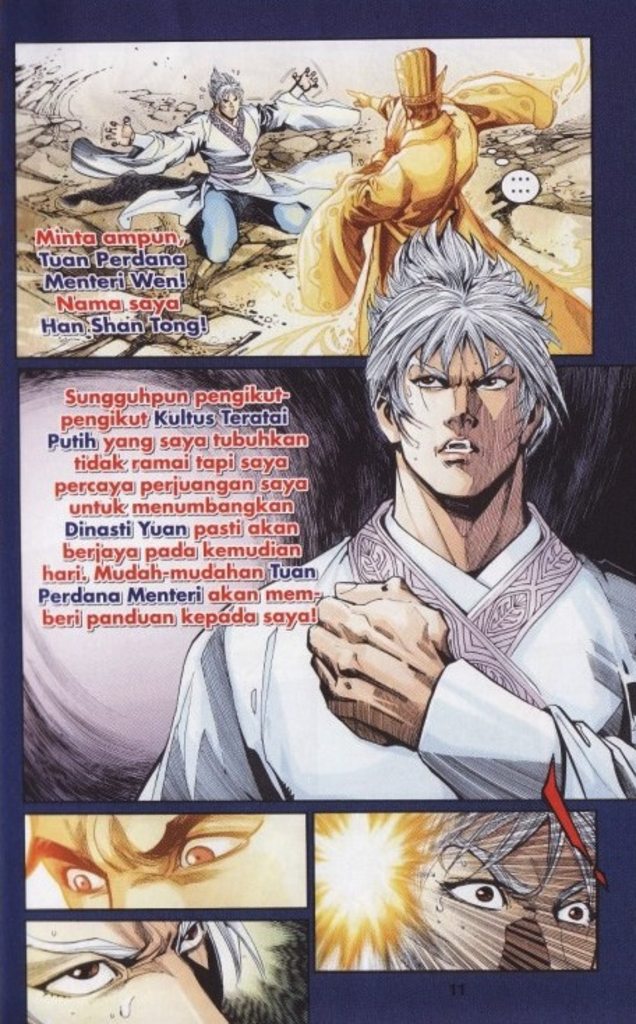 Minta ampun,
Tuan Perdana
Menteri Wen!
Nama saya
Han Shan Tong!
...
...
Sungguhpun pengikut-
pengikut Kultus Teratai
Putih yang saya tubuhkan
tidak ramai tapi saya
percaya perjuangan saya
untuk menumbangkan
Dinasti Yuan pasti akan
berjaya pada kemudian
hari. Mudah-mudahan Tuan
Perdana Menteri akan mem-
beri panduan kepada saya!
11